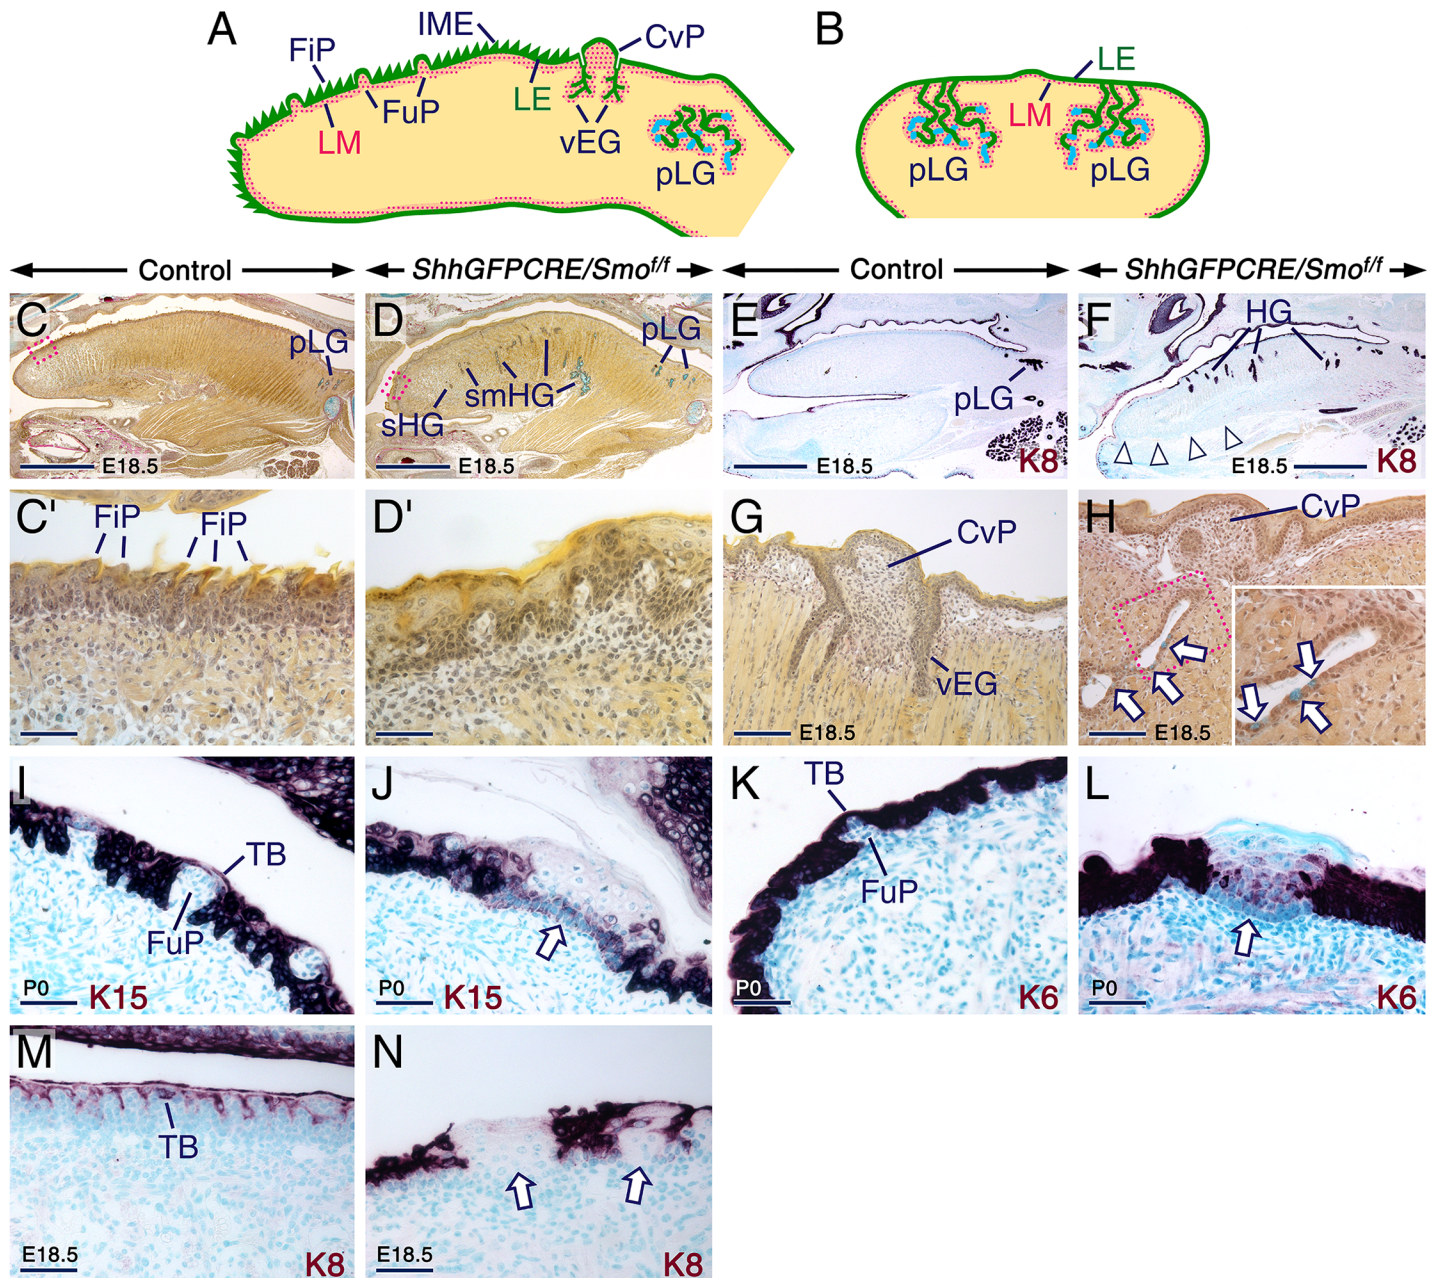 A
IME
CvP
FiP
FuP
LE
LM
vEG
pLG
B
LE
LM
pLG
pLG
Control
ShhGFPCRE/Smof/f
Control
ShhGFPCRE/Smof/f
C
pLG
E18.5
D
pLG
smHG
sHG
E18.5
E
pLG
E18.5
K8
F
HG
E18.5
K8
C'
FiP
FiP
D'
G
CvP
vEG
E18.5
H
CvP
E18.5
I
TB
FuP
P0
K15
J
P0
K15
K
TB
FuP
P0
K6
L
P0
K6
M
TB
E18.5
K8
N
E18.5
K8